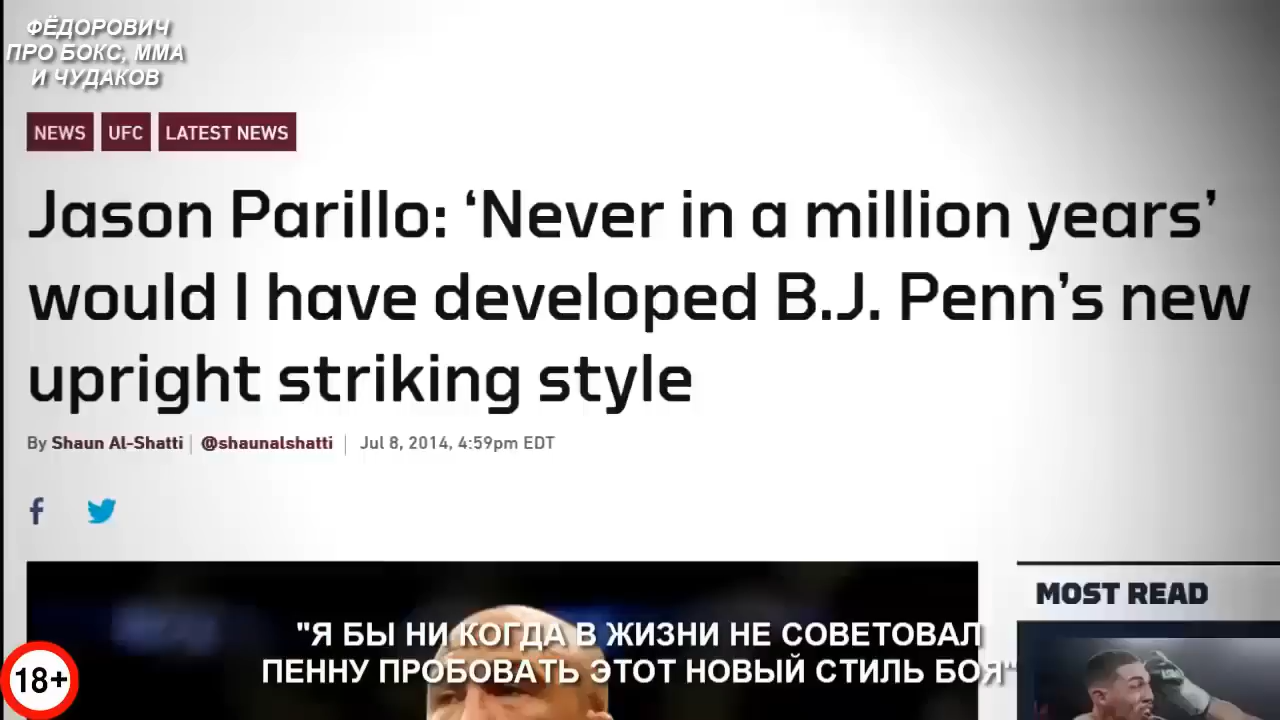 ФЁДОРОВИЧ
ПРО БОКС, ММА
И ЧУДАКОВ
NEWS UFC LATEST NEWS
Jason Parillo: ‘Never in a million years’
would I have developed B.J. Penn’s new
upright striking style
By Shaun Al-Shatti | @shaunalshatti | Jul 8, 2014, 4:59pm EDT
MOST READ
"Я БЫ НИ КОГДА В ЖИЗНИ НЕ СОВЕТОВАЛ
ПЕННУ ПРОБОВАТЬ ЭТОТ НОВЫЙ СТИЛЬ БОЯ"
18+